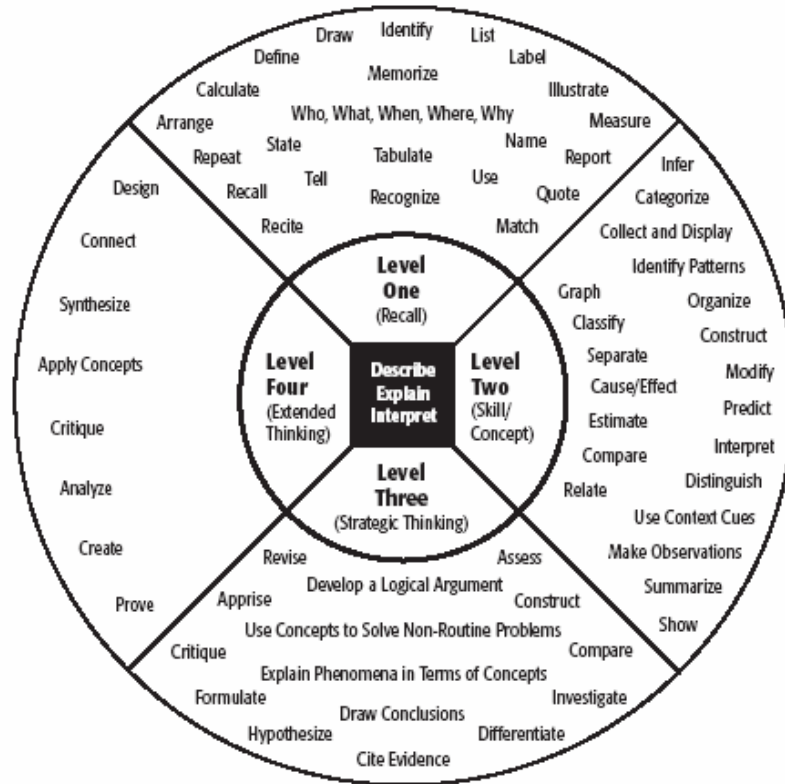 Draw
Identify
List
Define
Label
Memorize
Calculate
Illustrate
Arrange
Who, What, When, Where, Why
Measure
Repeat
State
Tabulate
Name
Report
Recall
Tell
Recognize
Use
Quote
Recite
Match
Infer
Categorize
Collect and Display
Identify Patterns
Graph
Organize
Classify
Construct
Separate
Modify
Cause/Effect
Predict
Estimate
Interpret
Compare
Distinguish
Relate
Use Context Cues
Make Observations
Summarize
Show
Design
Connect
Synthesize
Apply Concepts
Critique
Analyze
Create
Prove
Level
One
(Recall)
Level
Four
(Extended
Thinking)
Describe
Explain
Interpret
Level
Two
(Skill/
Concept)
Level
Three
(Strategic Thinking)
Revise
Assess
Develop a Logical Argument
Apprise
Construct
Use Concepts to Solve Non-Routine Problems
Critique
Compare
Explain Phenomena in Terms of Concepts
Formulate
Investigate
Draw Conclusions
Hypothesize
Differentiate
Cite Evidence